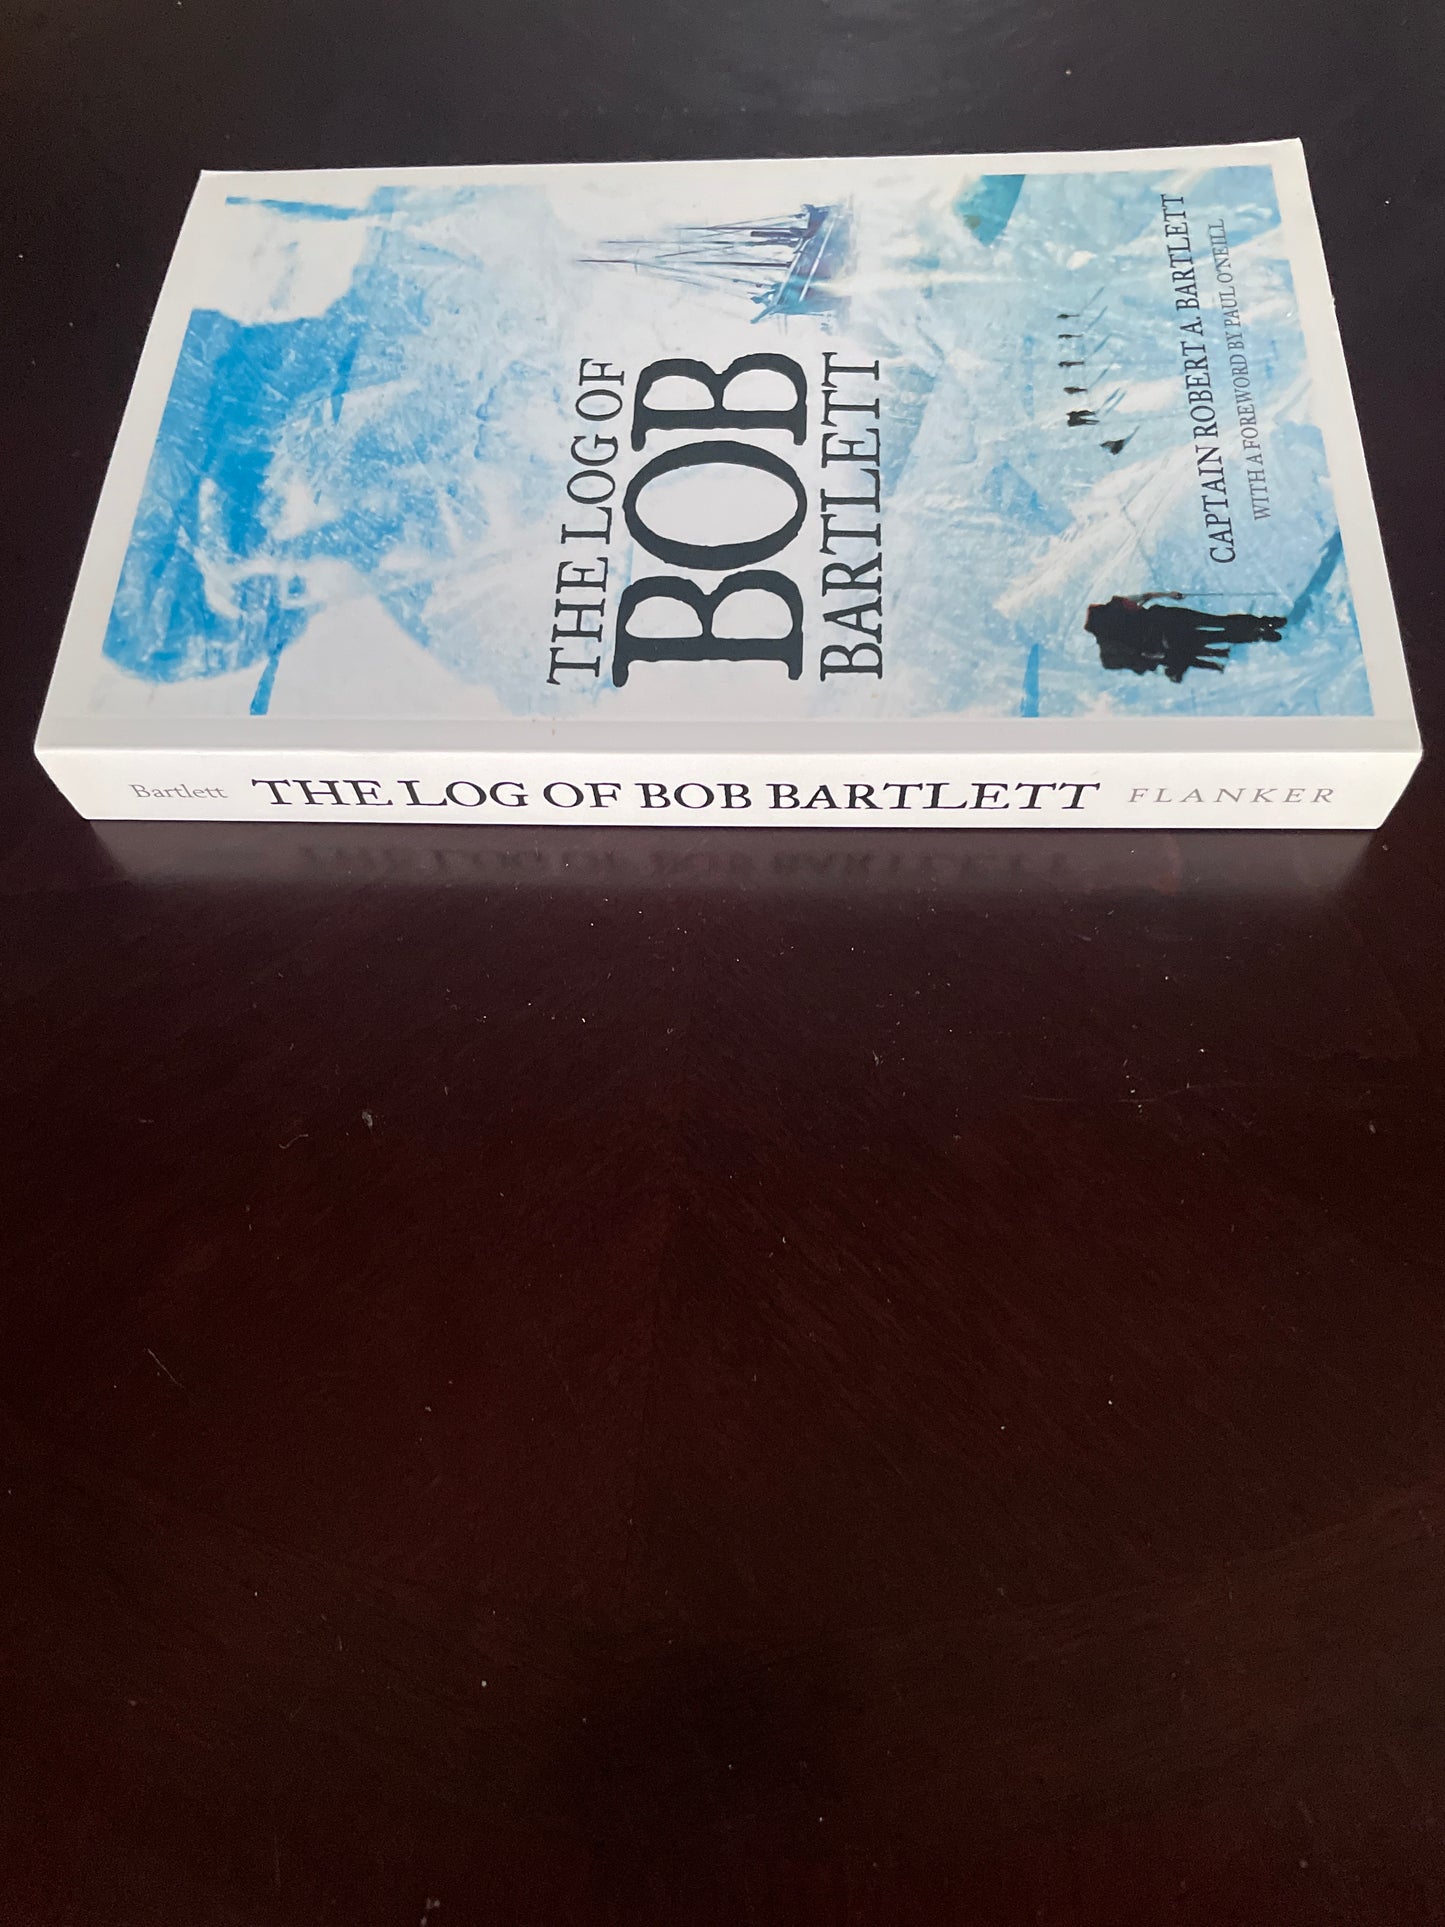 THE LOG OF
BOB
BARTLETT
CAPTAIN ROBERT A. BARTLETT
WITH A FOREWORD BY PAUL O'NEILL
Bartlett THE LOG OF BOB BARTLETT FLANKER